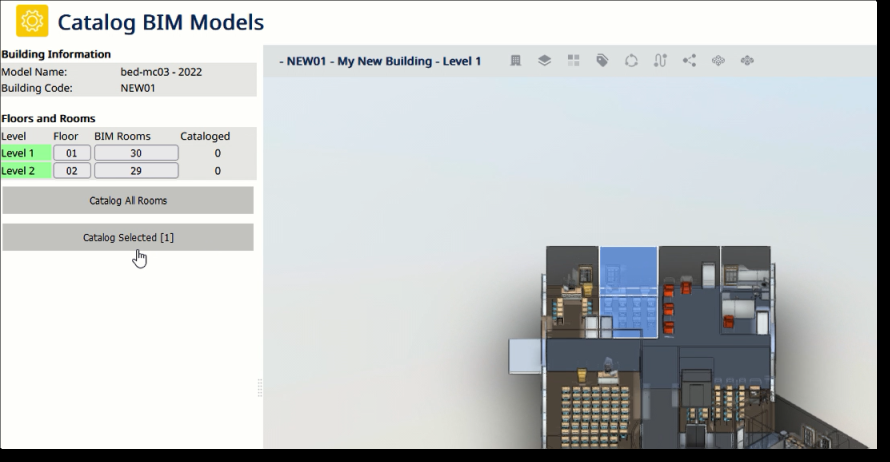 Catalog BIM Models
Building Information
Model Name: bed-mc03 - 2022
Building Code: NEW01
Floors and Rooms
Level Floor BIM Rooms Cataloged
Level 1 01 30 0
Level 2 02 29 0
Catalog All Rooms
Catalog Selected [1]
- NEW01 - My New Building - Level 1